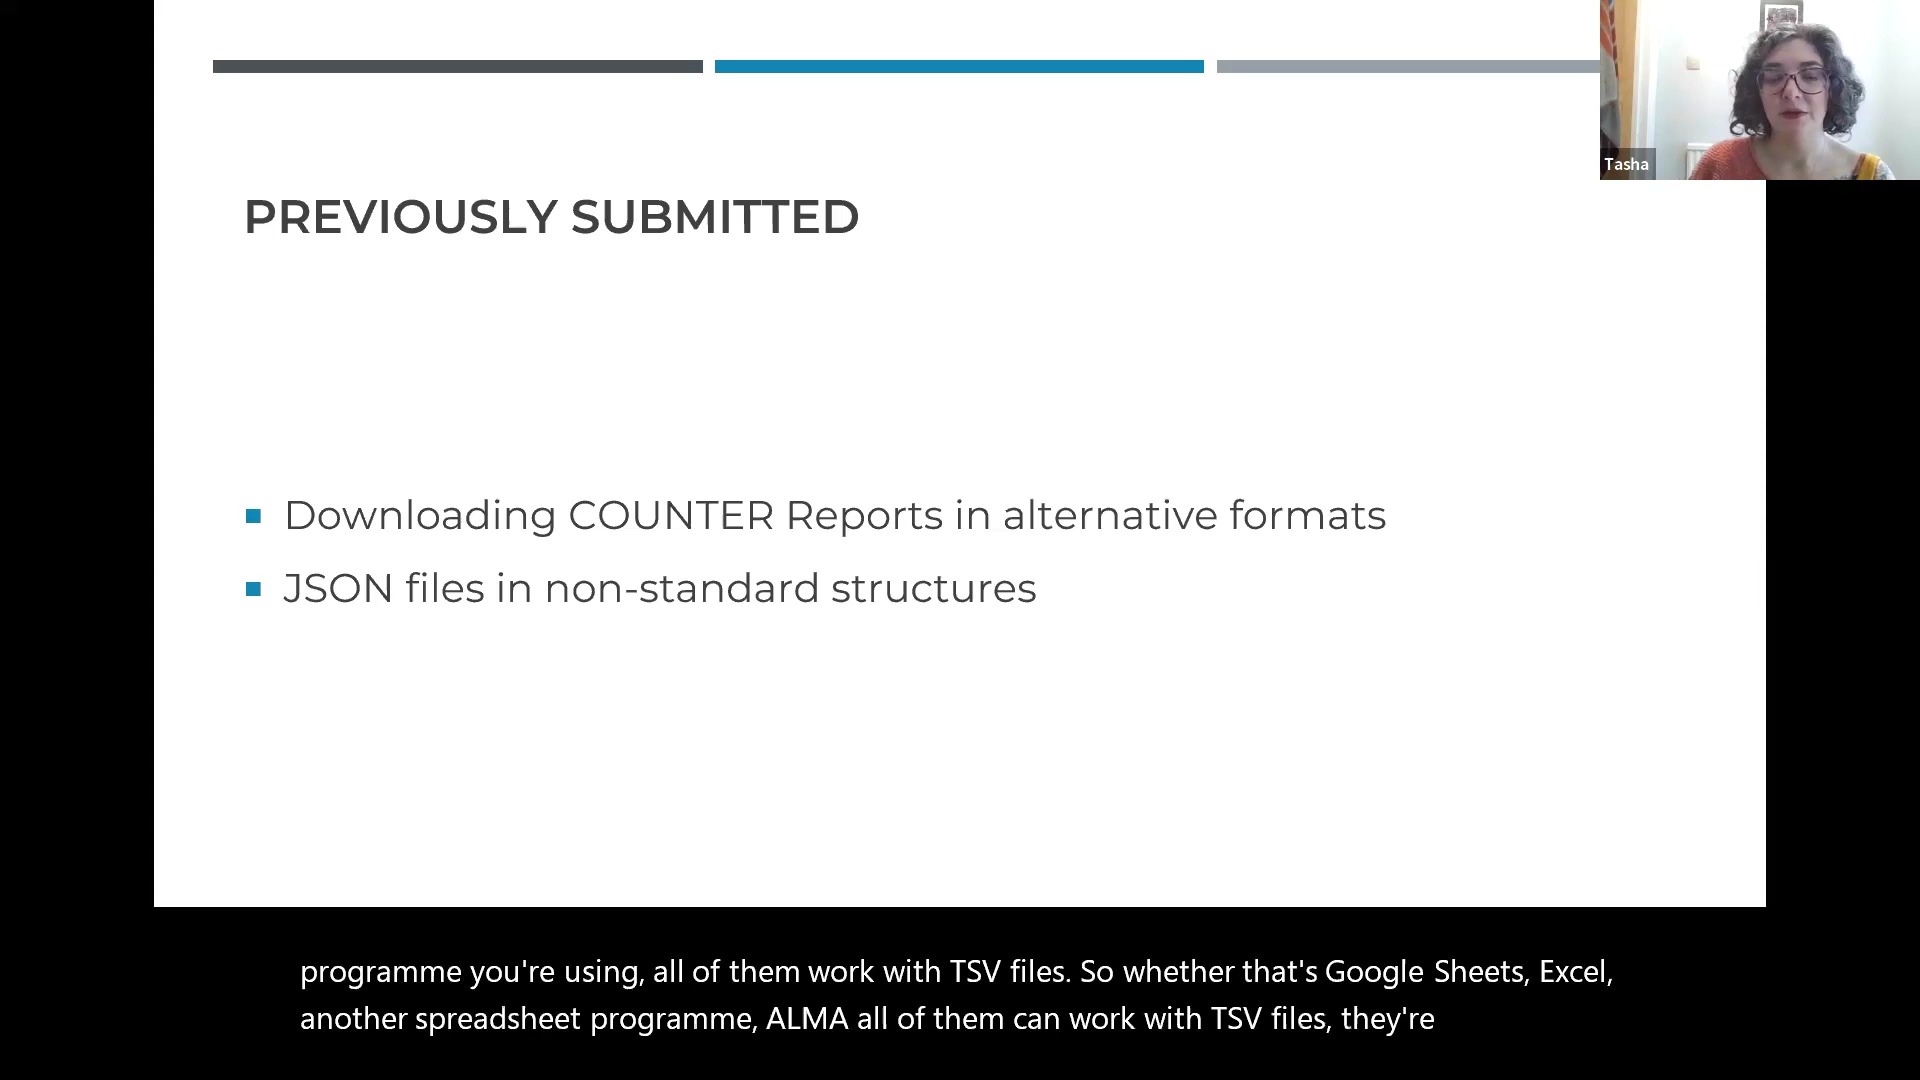 Tasha
PREVIOUSLY SUBMITTED
Downloading COUNTER Reports in alternative formats
JSON files in non-standard structures
programme you're using, all of them work with TSV files. So whether that's Google Sheets, Excel,
another spreadsheet programme, ALMA all of them can work with TSV files, they're